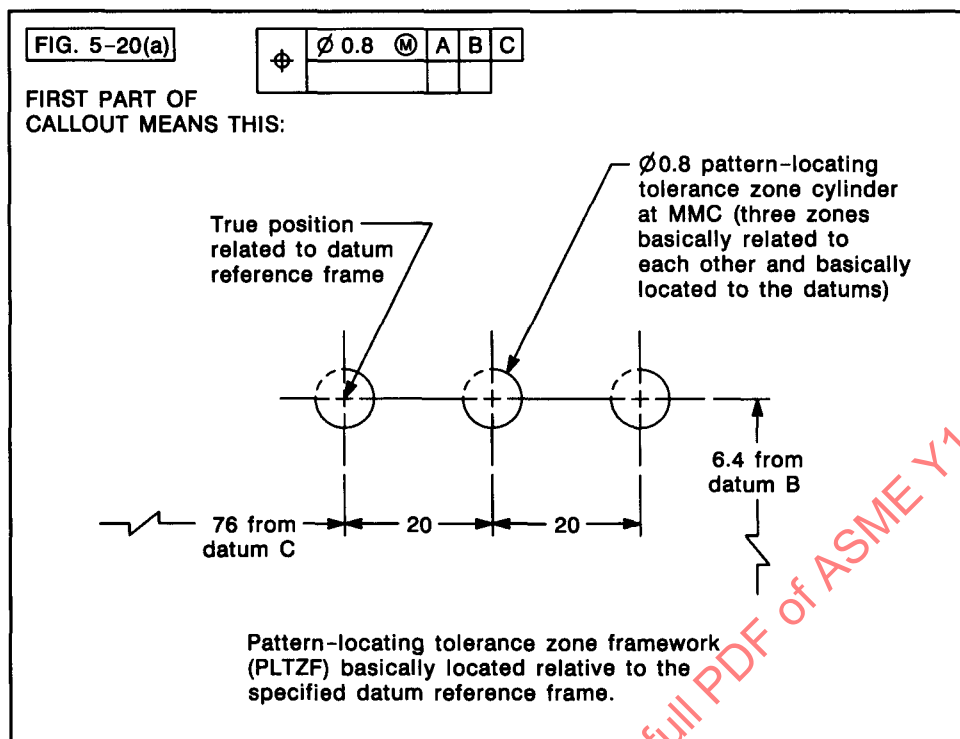 FIG. 5-20(a)
⌖ Ø 0.8 Ⓜ A B C
FIRST PART OF
CALLOUT MEANS THIS:
Ø0.8 pattern-locating
tolerance zone cylinder
at MMC (three zones
basically related to
each other and basically
located to the datums)
True position
related to datum
reference frame
6.4 from
datum B
76 from
datum C
20
20
Pattern-locating tolerance zone framework
(PLTZF) basically located relative to the
specified datum reference frame.
full PDF of ASME Y1